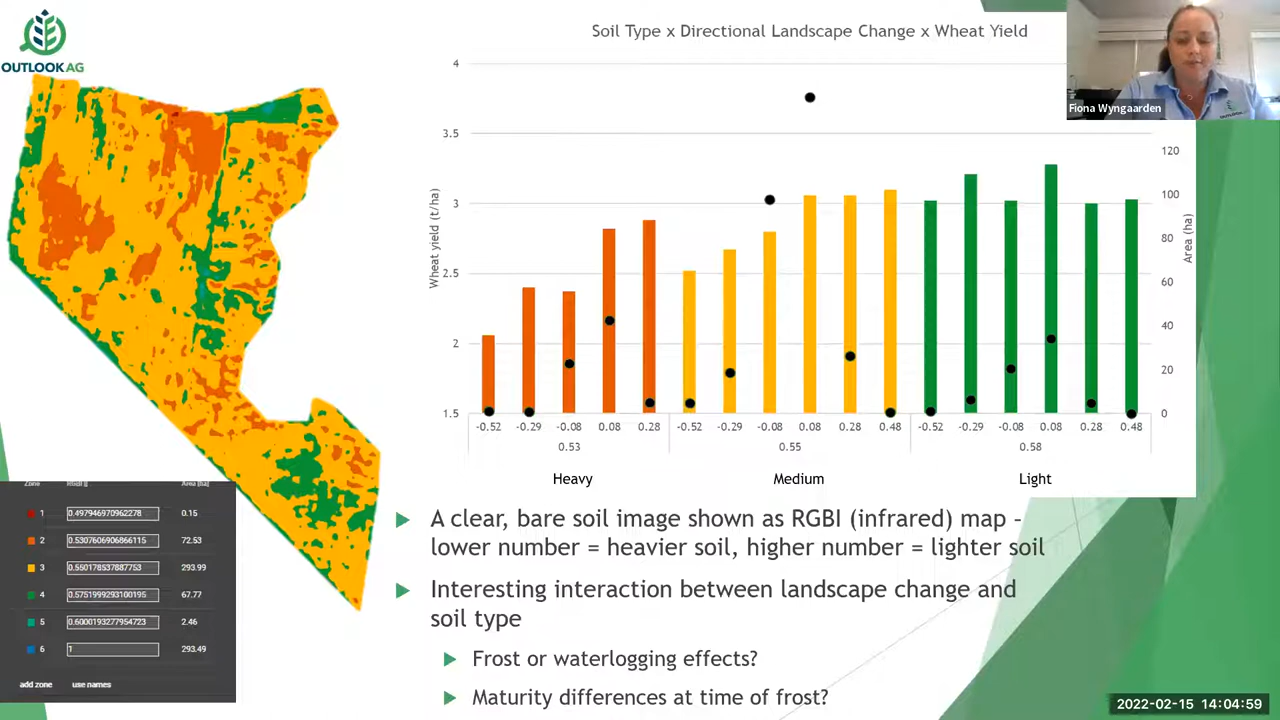 OUTLOOK AG
Soil Type x Directional Landscape Change x Wheat Yield
Fiona Wyngaarden
4
3.5
3
2.5
2
1.5
Wheat yield (t/ha)
120
100
80
60
40
20
0
Area (ha)
-0.52 -0.29 -0.08 0.08 0.28 -0.52 -0.29 -0.08 0.08 0.28 0.48 -0.52 -0.29 -0.08 0.08 0.28 0.48
0.53 0.55 0.58
Heavy Medium Light
Zone Area (ha)
1 0.497946970962278 0.15
2 0.5307606906866115 72.53
3 0.550178537887753 293.99
4 0.5751999293100195 67.77
5 0.6000193277954723 2.46
6 1 293.49
add zone use names
A clear, bare soil image shown as RGBI (infrared) map –
lower number = heavier soil, higher number = lighter soil
Interesting interaction between landscape change and
soil type
Frost or waterlogging effects?
Maturity differences at time of frost?
2022-02-15 14:04:59